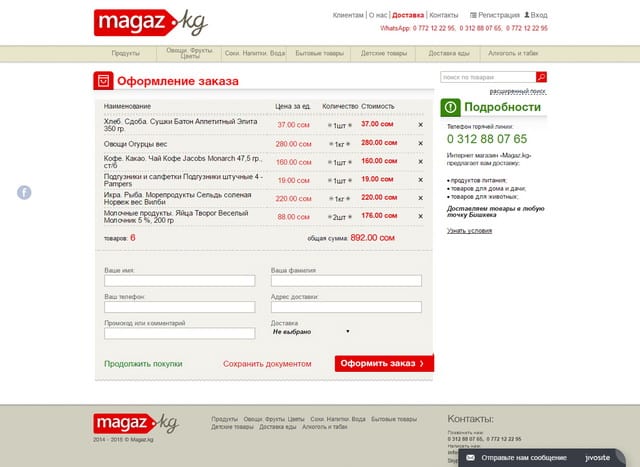 magaz.kg
Клиентам | О нас | Доставка | Контакты
Регистрация Вход
WhatsApp: 0 772 12 22 95, 0 312 88 07 65, 0 777 12 22 95
Продукты
Овощи. Фрукты. Цветы
Соки. Напитки. Вода
Бытовые товары
Детские товары
Доставка еды
Алкоголь и табак
Оформление заказа
Наименование Цена за ед. Количество Стоимость
Хлеб. Сдоба. Сушки Батон Аппетитный Элита 37.00 сом 1шт 37.00 сом ×
350 гр.
Овощи Огурцы вес 280.00 сом 1кг 280.00 сом ×
Кофе. Какао. Чай Кофе Jacobs Monarch 47,5 гр., 160.00 сом 1шт 160.00 сом ×
ст/б
Подгузники и салфетки Подгузники штучные 4 - 19.00 сом 1шт 19.00 сом ×
Pampers
Икра. Рыба. Морепродукты Сельдь соленая 220.00 сом 1кг 220.00 сом ×
Норвеж вес Вилби
Молочные продукты. Яйца Творог Веселый 88.00 сом 2шт 176.00 сом ×
Молочник 5 %, 200 гр
товаров: 6 общая сумма: 892.00 сом
Ваше имя: Ваша фамилия
Ваш телефон: Адрес доставки:
Промокод или комментарий Доставка
Не выбрано
Продолжить покупки Сохранить документом Оформить заказ
поиск по товарам
расширенный поиск
Подробности
Телефон горячей линии:
0 312 88 07 65
Интернет магазин «Magaz.kg»
предлагает вам доставку:
• продуктов питания;
• товаров для дома и дачи;
• товаров для животных;
Доставляем товары в любую
точку Бишкека
Узнать условия
f
magaz.kg
2014 - 2015 © Magaz.kg
Продукты Овощи. Фрукты. Цветы Соки. Напитки. Вода Бытовые товары
Детские товары Доставка еды Алкоголь и табак
Контакты:
Позвонить нам:
0 312 88 07 65, 0 772 12 22 95
Написать нам:
info
Skyp
Отправьте нам сообщение jivosite